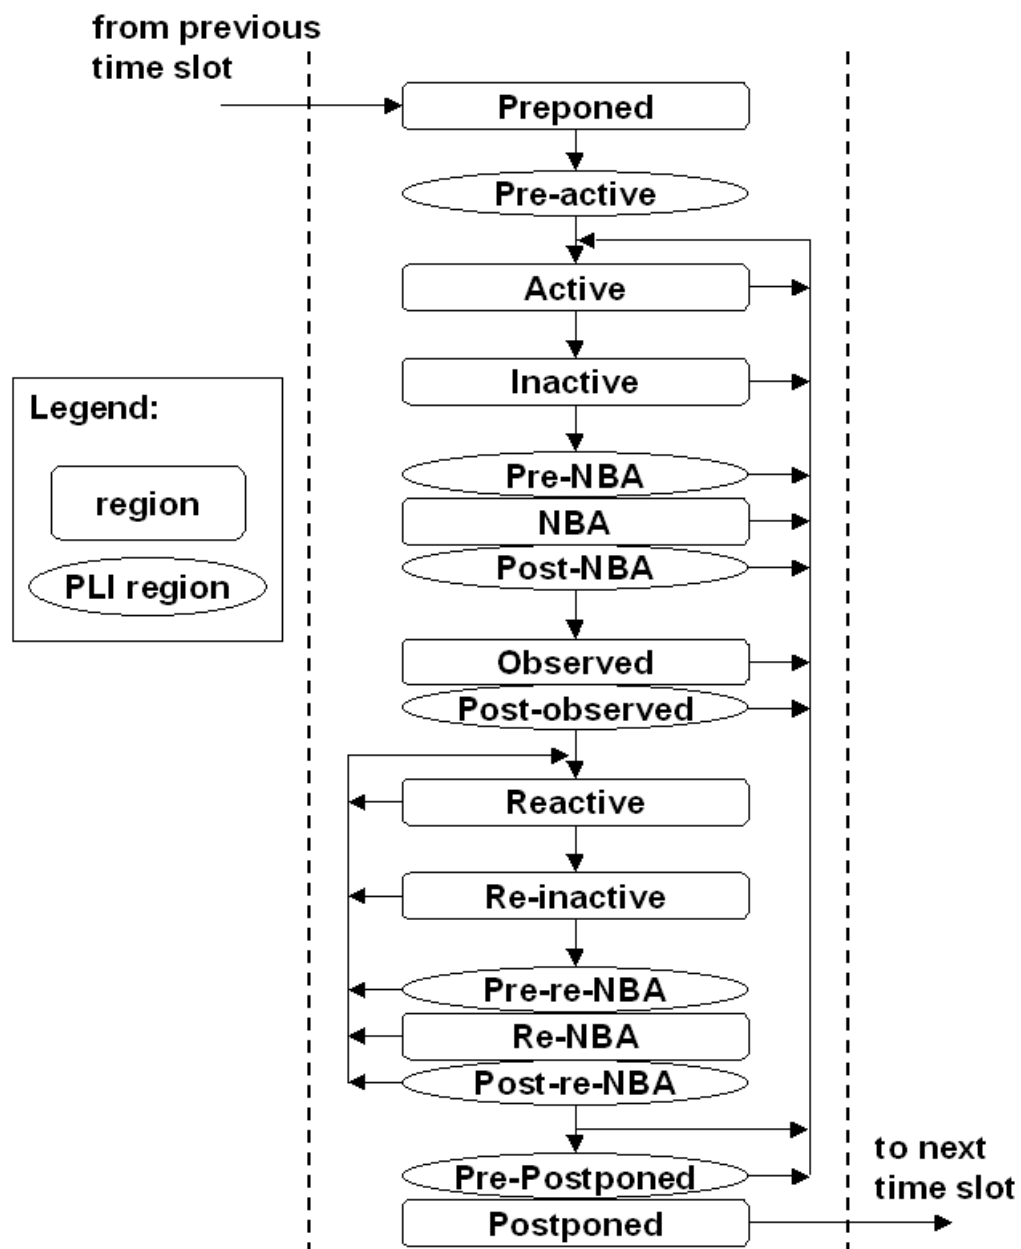 from previous
time slot
Preponed
Pre-active
Active
Inactive
Legend:
region
PLI region
Pre-NBA
NBA
Post-NBA
Observed
Post-observed
Reactive
Re-inactive
Pre-re-NBA
Re-NBA
Post-re-NBA
Pre-Postponed
Postponed
to next
time slot